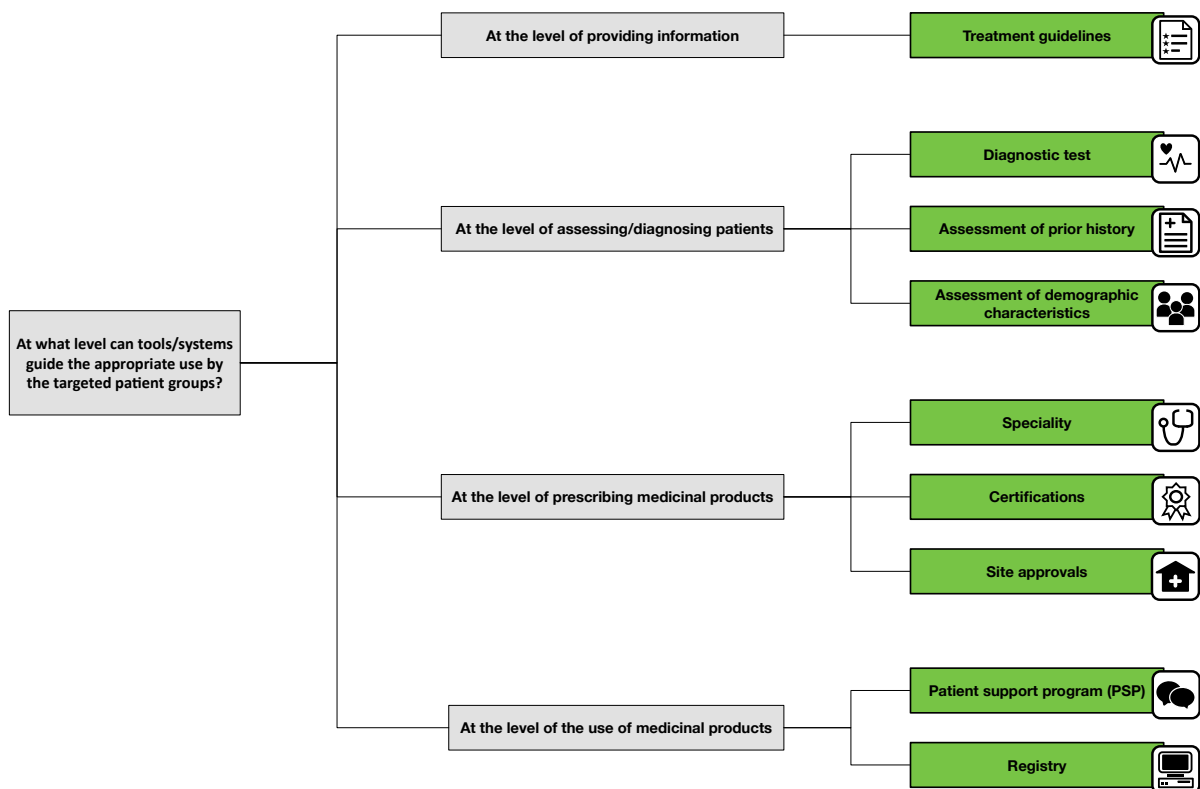 At the level of providing information
Treatment guidelines
Diagnostic test
At the level of assessing/diagnosing patients
Assessment of prior history
Assessment of demographic
characteristics
At what level can tools/systems
guide the appropriate use by
the targeted patient groups?
Speciality
At the level of prescribing medicinal products
Certifications
Site approvals
Patient support program (PSP)
At the level of the use of medicinal products
Registry